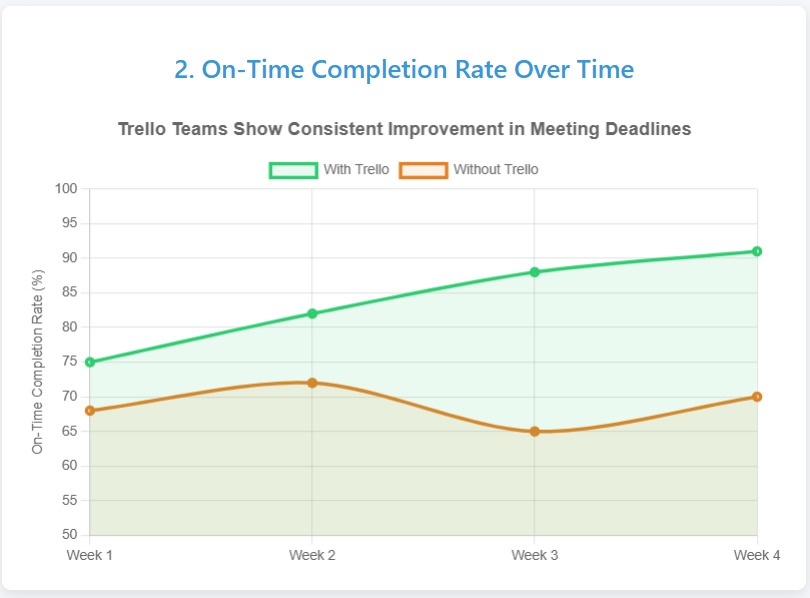 2. On-Time Completion Rate Over Time
Trello Teams Show Consistent Improvement in Meeting Deadlines
With Trello Without Trello
On-Time Completion Rate (%)
100
95
90
85
80
75
70
65
60
55
50
Week 1 Week 2 Week 3 Week 4